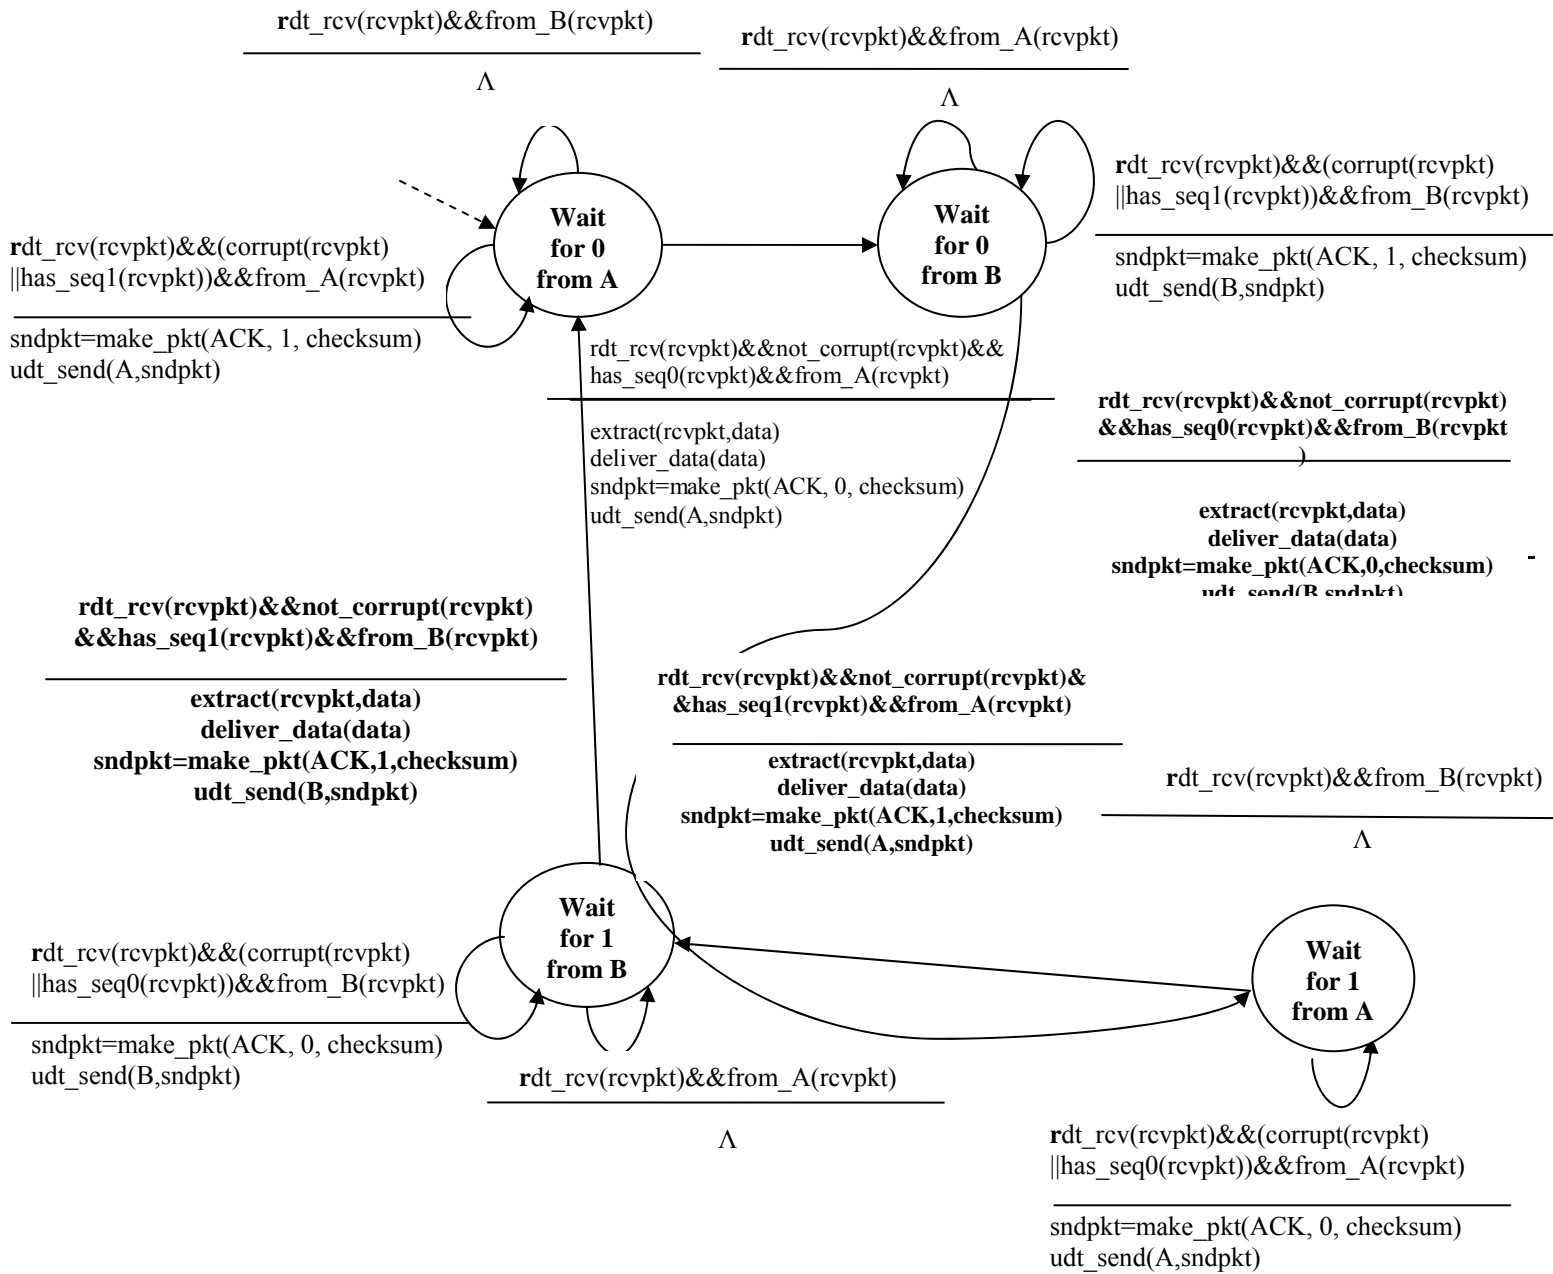 rdt_rcv(rcvpkt)&&from_B(rcvpkt)
Λ
rdt_rcv(rcvpkt)&&from_A(rcvpkt)
Λ
rdt_rcv(rcvpkt)&&(corrupt(rcvpkt)
||has_seq1(rcvpkt))&&from_B(rcvpkt)
sndpkt=make_pkt(ACK, 1, checksum)
udt_send(B,sndpkt)
Wait
for 0
from A
Wait
for 0
from B
rdt_rcv(rcvpkt)&&(corrupt(rcvpkt)
||has_seq1(rcvpkt))&&from_A(rcvpkt)
sndpkt=make_pkt(ACK, 1, checksum)
udt_send(A,sndpkt)
rdt_rcv(rcvpkt)&&not_corrupt(rcvpkt)&&
has_seq0(rcvpkt)&&from_A(rcvpkt)
extract(rcvpkt,data)
deliver_data(data)
sndpkt=make_pkt(ACK, 0, checksum)
udt_send(A,sndpkt)
rdt_rcv(rcvpkt)&&not_corrupt(rcvpkt)
&&has_seq0(rcvpkt)&&from_B(rcvpkt
)
extract(rcvpkt,data)
deliver_data(data)
sndpkt=make_pkt(ACK,0,checksum)
udt_send(B,sndpkt)
-
rdt_rcv(rcvpkt)&&not_corrupt(rcvpkt)
&&has_seq1(rcvpkt)&&from_B(rcvpkt)
extract(rcvpkt,data)
deliver_data(data)
sndpkt=make_pkt(ACK,1,checksum)
udt_send(B,sndpkt)
rdt_rcv(rcvpkt)&&not_corrupt(rcvpkt)&
&has_seq1(rcvpkt)&&from_A(rcvpkt)
extract(rcvpkt,data)
deliver_data(data)
sndpkt=make_pkt(ACK,1,checksum)
udt_send(A,sndpkt)
rdt_rcv(rcvpkt)&&from_B(rcvpkt)
Λ
Wait
for 1
from B
Wait
for 1
from A
rdt_rcv(rcvpkt)&&(corrupt(rcvpkt)
||has_seq0(rcvpkt))&&from_B(rcvpkt)
sndpkt=make_pkt(ACK, 0, checksum)
udt_send(B,sndpkt)
rdt_rcv(rcvpkt)&&from_A(rcvpkt)
Λ
rdt_rcv(rcvpkt)&&(corrupt(rcvpkt)
||has_seq0(rcvpkt))&&from_A(rcvpkt)
sndpkt=make_pkt(ACK, 0, checksum)
udt_send(A,sndpkt)